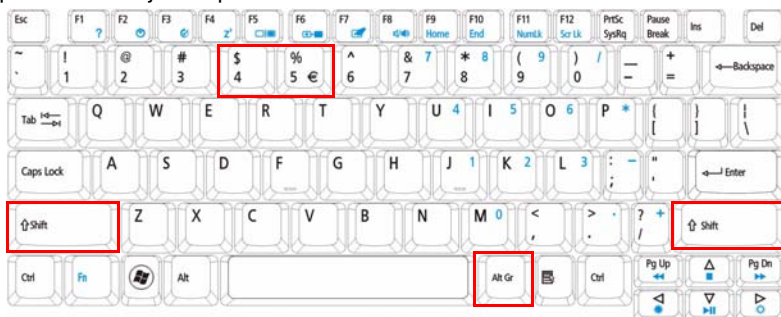 Esc F1 ? F2 F3 F4 zᶻ F5 F6 F7 F8 F9 Home F10 End F11 NumLk F12 Scr Lk PrtSc SysRq Pause Break Ins Del
~ ` ! 1 @ 2 # 3 $ 4 % 5 € ^ 6 & 7 7 * 8 8 ( 9 9 ) 0 / _ - + = Backspace
Tab Q W E R T Y U 4 I 5 O 6 P * { [ } ] | \
Caps Lock A S D F G H J 1 K 2 L 3 : ; - " ' Enter
Shift Z X C V B N M 0 < , > . . ? / + Shift
Ctrl Fn Alt Alt Gr Ctrl Pg Up Pg Dn